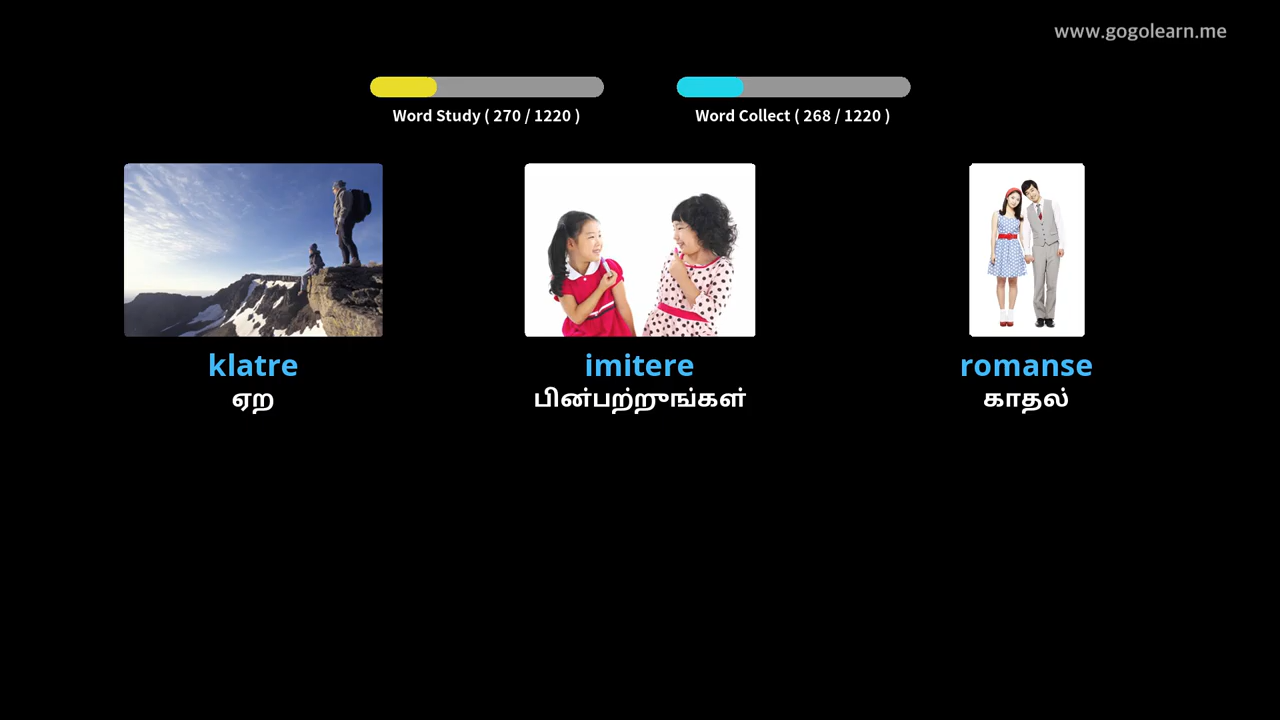 www.gogolearn.me
Word Study ( 270 / 1220 )
Word Collect ( 268 / 1220 )
klatre
imitere
romanse
ஏற
பின்பற்றுங்கள்
காதல்